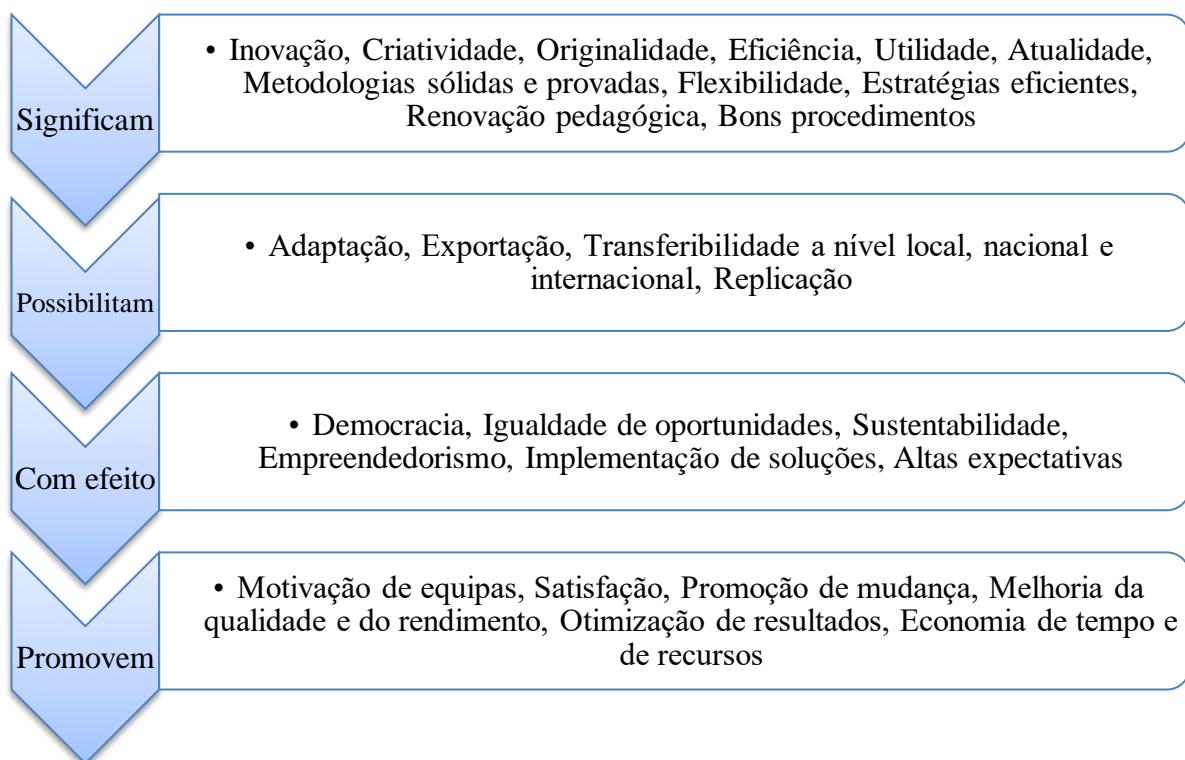 Significam
• Inovação, Criatividade, Originalidade, Eficiência, Utilidade, Atualidade,
Metodologias sólidas e provadas, Flexibilidade, Estratégias eficientes,
Renovação pedagógica, Bons procedimentos
Possibilitam
• Adaptação, Exportação, Transferibilidade a nível local, nacional e
internacional, Replicação
Com efeito
• Democracia, Igualdade de oportunidades, Sustentabilidade,
Empreendedorismo, Implementação de soluções, Altas expectativas
Promovem
• Motivação de equipas, Satisfação, Promoção de mudança, Melhoria da
qualidade e do rendimento, Otimização de resultados, Economia de tempo e
de recursos